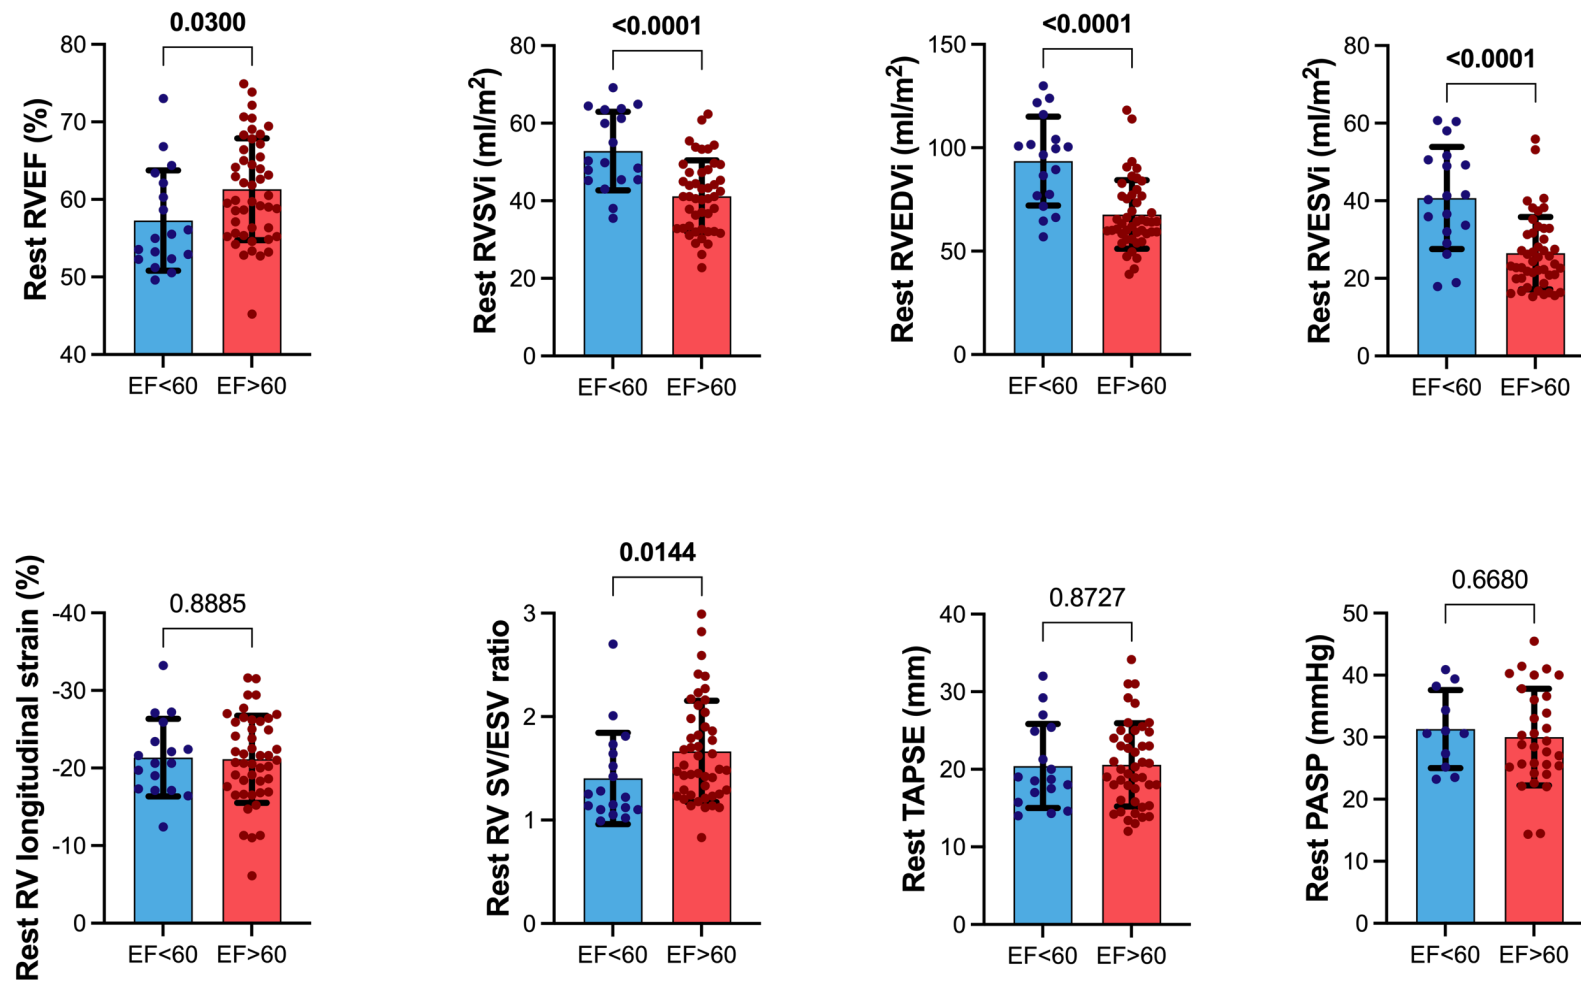 0.0300
Rest RVEF (%)
80
70
60
50
40
EF<60 EF>60
<0.0001
Rest RVSVi (ml/m²)
80
60
40
20
0
EF<60 EF>60
<0.0001
Rest RVEDVi (ml/m²)
150
100
50
0
EF<60 EF>60
<0.0001
Rest RVESVi (ml/m²)
80
60
40
20
0
EF<60 EF>60
0.8885
Rest RV longitudinal strain (%)
-40
-30
-20
-10
0
EF<60 EF>60
0.0144
Rest RV SV/ESV ratio
3
2
1
0
EF<60 EF>60
0.8727
Rest TAPSE (mm)
40
30
20
10
0
EF<60 EF>60
0.6680
Rest PASP (mmHg)
50
40
30
20
10
0
EF<60 EF>60